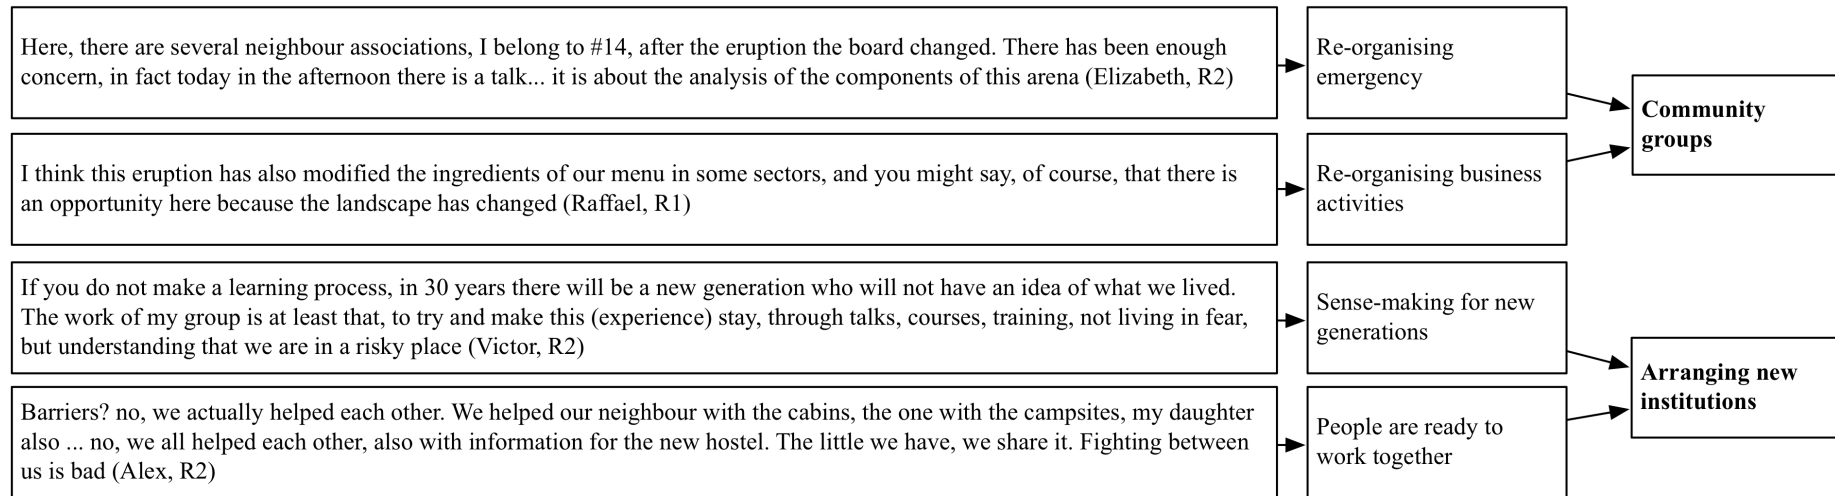 Here, there are several neighbour associations, I belong to #14, after the eruption the board changed. There has been enough
concern, in fact today in the afternoon there is a talk... it is about the analysis of the components of this arena (Elizabeth, R2)
Re-organising
emergency
Community
groups
I think this eruption has also modified the ingredients of our menu in some sectors, and you might say, of course, that there is
an opportunity here because the landscape has changed (Raffael, R1)
Re-organising business
activities
If you do not make a learning process, in 30 years there will be a new generation who will not have an idea of what we lived.
The work of my group is at least that, to try and make this (experience) stay, through talks, courses, training, not living in fear,
but understanding that we are in a risky place (Victor, R2)
Sense-making for new
generations
Arranging new
institutions
Barriers? no, we actually helped each other. We helped our neighbour with the cabins, the one with the campsites, my daughter
also ... no, we all helped each other, also with information for the new hostel. The little we have, we share it. Fighting between
us is bad (Alex, R2)
People are ready to
work together